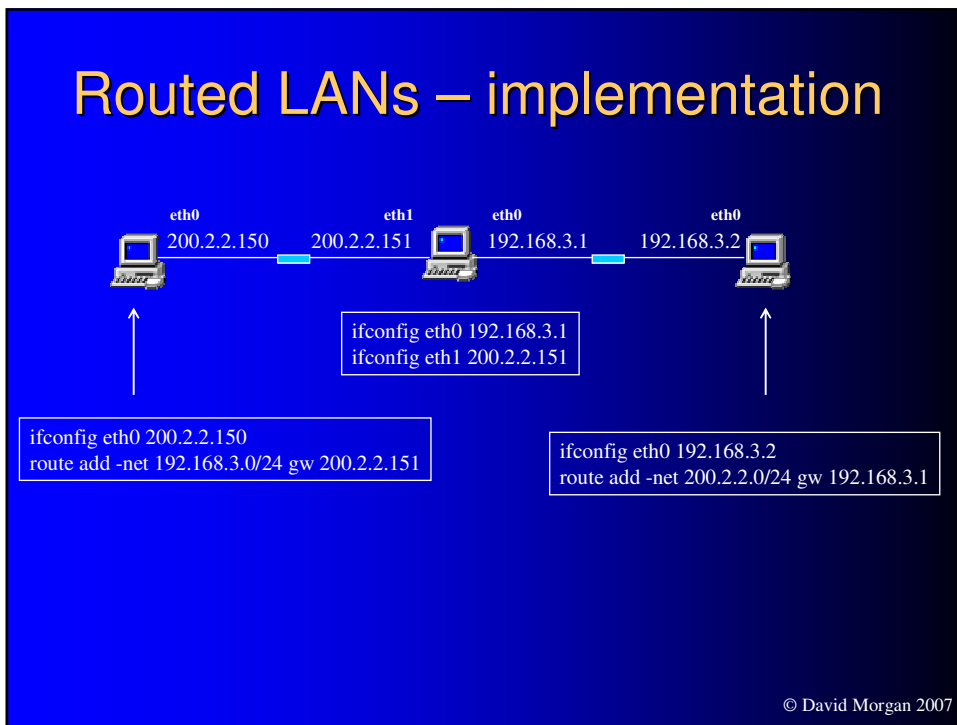 Routed LANs – implementation
eth0 eth1 eth0 eth0
200.2.2.150 200.2.2.151 192.168.3.1 192.168.3.2
ifconfig eth0 192.168.3.1
ifconfig eth1 200.2.2.151
ifconfig eth0 200.2.2.150
route add -net 192.168.3.0/24 gw 200.2.2.151
ifconfig eth0 192.168.3.2
route add -net 200.2.2.0/24 gw 192.168.3.1
© David Morgan 2007